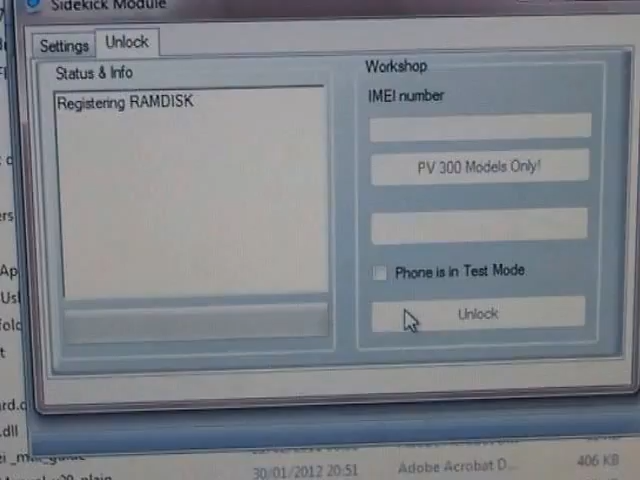 Sidekick Module
Settings
Unlock
Status & Info
Registering RAMDISK
Workshop
IMEI number
PV 300 Models Only!
Phone is in Test Mode
Unlock
30/01/2012 20:51
Adobe Acrobat D...
406 KB
.dll